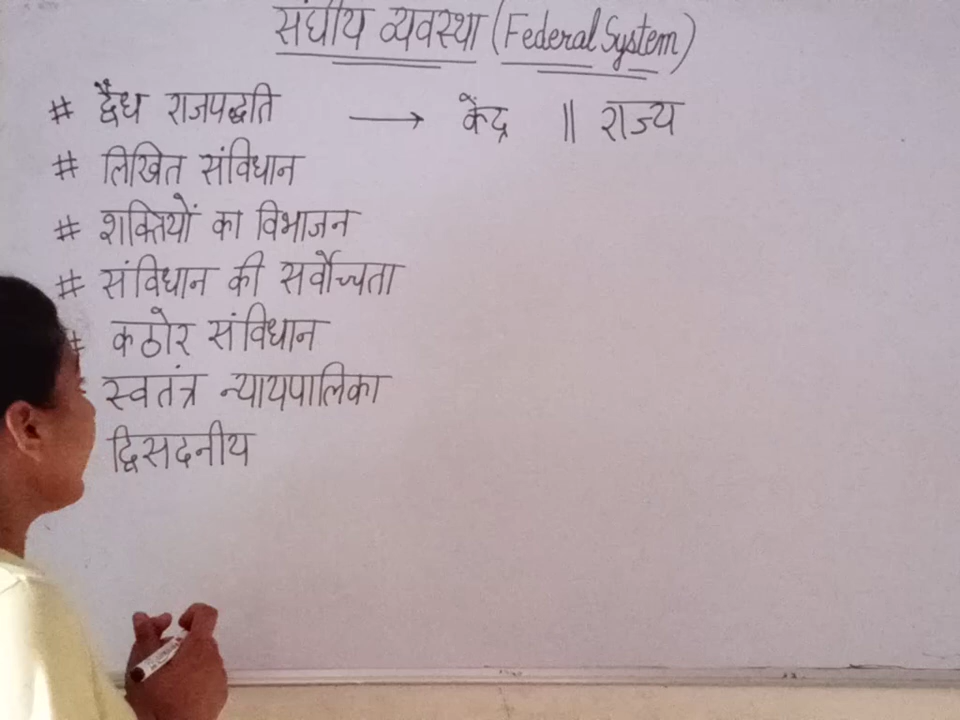 संघीय व्यवस्था (Federal System)
# द्वैध राजपद्धति → केंद्र || राज्य
# लिखित संविधान
# शक्तियों का विभाजन
# संविधान की सर्वोच्चता
# कठोर संविधान
स्वतंत्र न्यायपालिका
द्विसदनीय